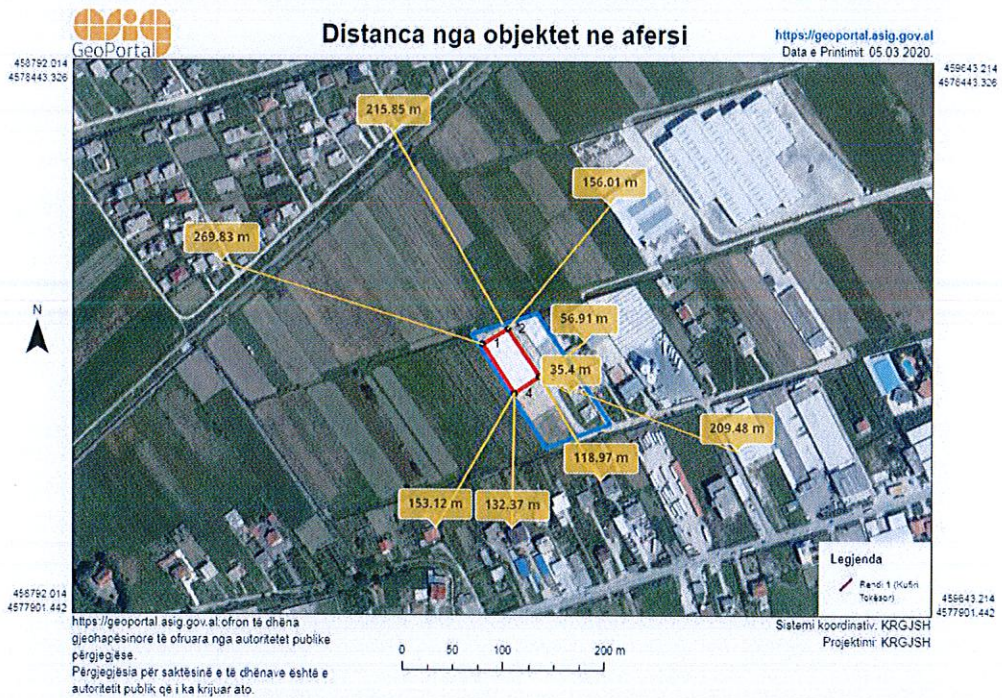 asig
GeoPortal
Distanca nga objektet ne afersi
https://geoportal.asig.gov.al
Data e Printimit: 05.03.2020.
458792.014
4578443.326
459643.214
4578443.326
215.85 m
156.01 m
269.83 m
N
1
2
56.91 m
35.4 m
4
209.48 m
118.97 m
153.12 m
132.37 m
Legjenda
Rendi 1 (Kufiri
Tokësor)
458792.014
4577901.442
459643.214
4577901.442
https://geoportal.asig.gov.al:ofron të dhëna
gjeohapësinore të ofruara nga autoritetet publike
përgjegjëse.
Përgjegjësia për saktësinë e të dhënave është e
autoritetit publik që i ka krijuar ato.
0 50 100 200 m
Sistemi koordinativ: KRGJSH
Projektimi: KRGJSH